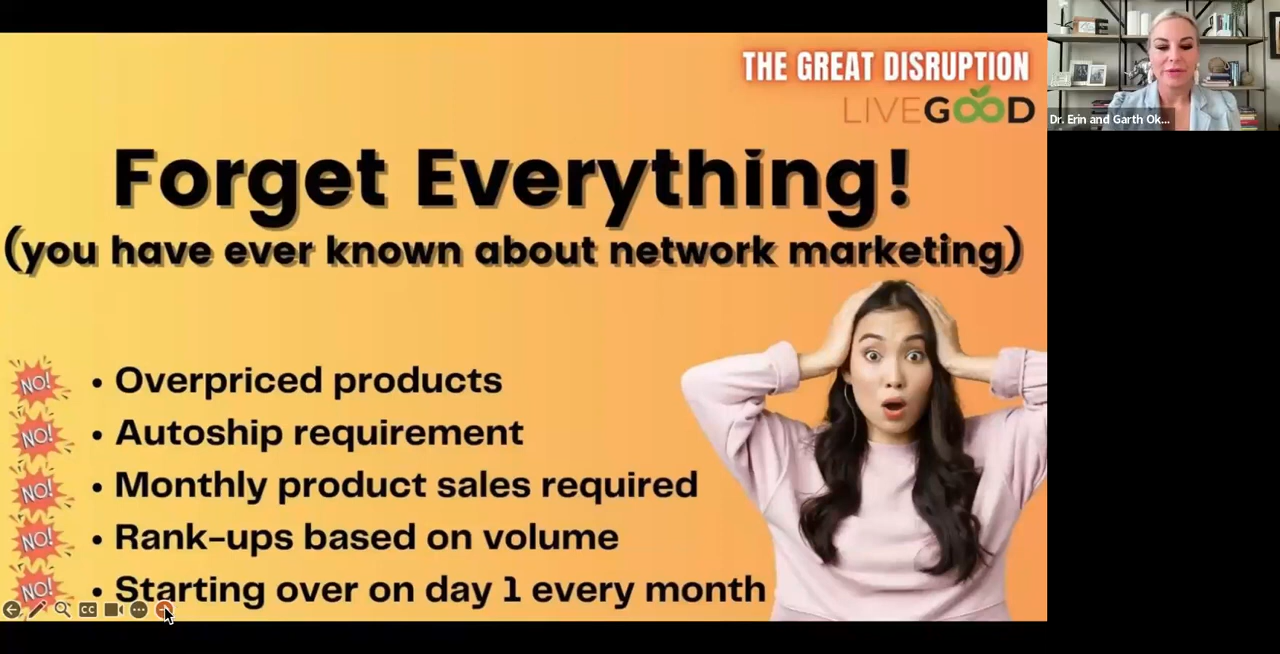 THE GREAT DISRUPTION
LIVEGOOD
Forget Everything!
(you have ever known about network marketing)
NO! • Overpriced products
NO! • Autoship requirement
NO! • Monthly product sales required
NO! • Rank-ups based on volume
NO! • Starting over on day 1 every month
CC
Dr. Erin and Garth Ok...